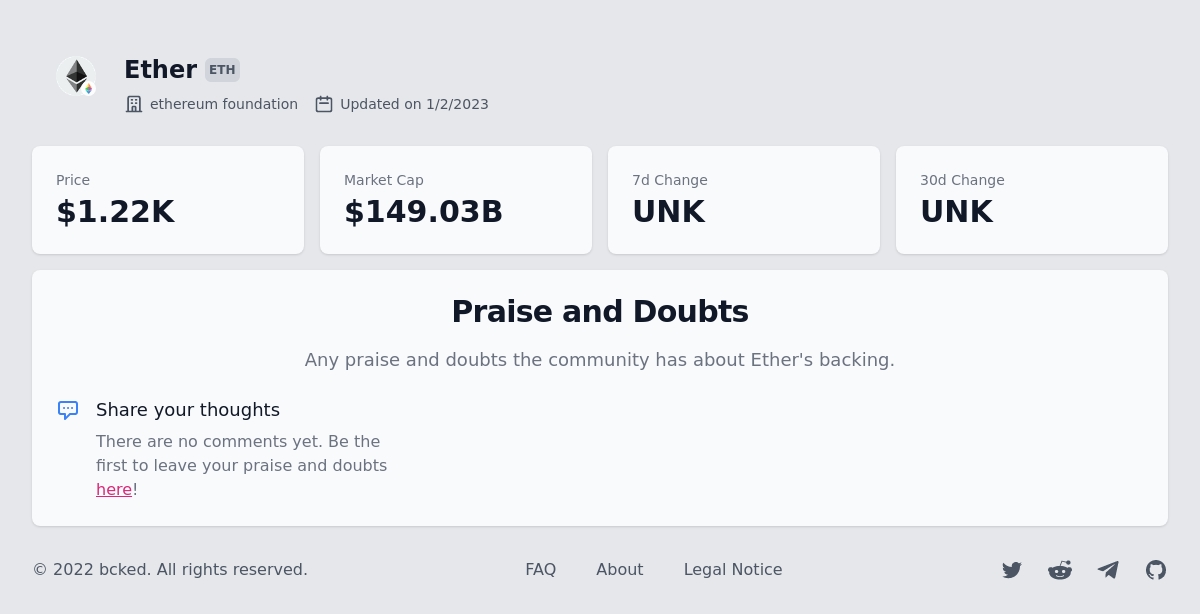 Ether ETH
ethereum foundation Updated on 1/2/2023
Price
$1.22K
Market Cap
$149.03B
7d Change
UNK
30d Change
UNK
Praise and Doubts
Any praise and doubts the community has about Ether's backing.
Share your thoughts
There are no comments yet. Be the
first to leave your praise and doubts
here!
© 2022 bcked. All rights reserved. FAQ About Legal Notice